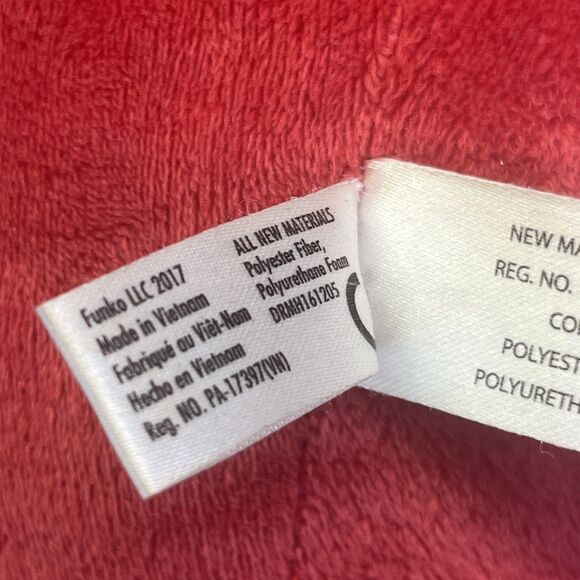 Funko LLC 2017
Made in Vietnam
Fabriqué au Viêt-Nam
Hecho en Vietnam
Reg. NO. PA-17397(VN)
ALL NEW MATERIALS
Polyester Fiber,
Polyurethane Foam
DRMH161205
NEW MA
REG. NO.
CO
POLYEST
POLYURETH